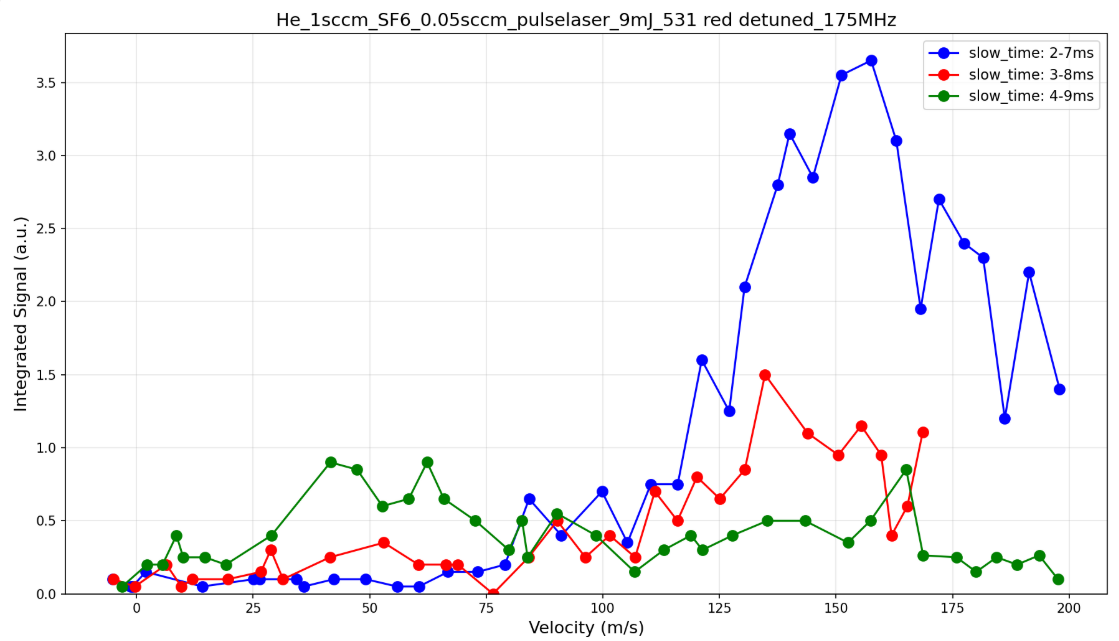 He_1sccm_SF6_0.05sccm_pulselaser_9mJ_531 red detuned_175MHz
slow_time: 2-7ms
slow_time: 3-8ms
slow_time: 4-9ms
Integrated Signal (a.u.)
3.5
3.0
2.5
2.0
1.5
1.0
0.5
0.0
0 25 50 75 100 125 150 175 200
Velocity (m/s)